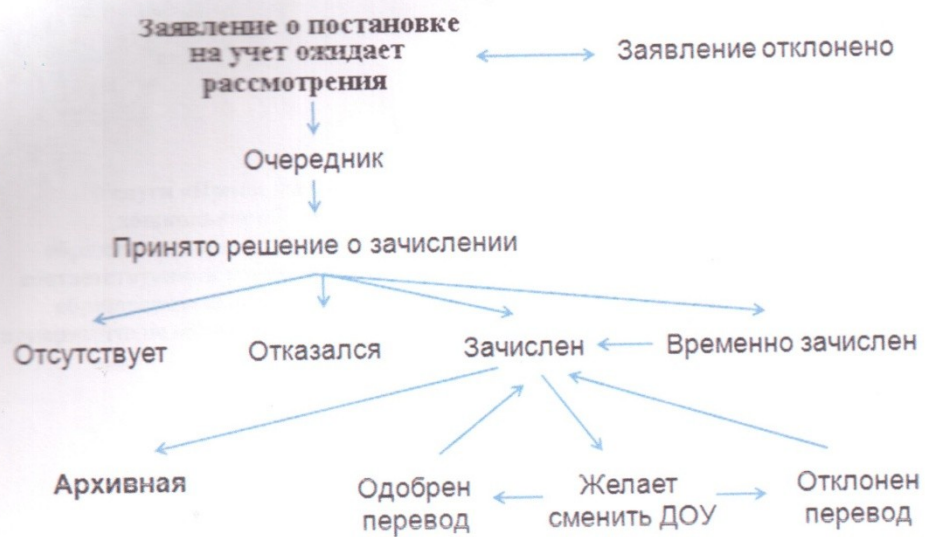 Заявление о постановке
на учет ожидает
рассмотрения
Заявление отклонено
Очередник
Принято решение о зачислении
Отсутствует
Отказался
Зачислен
Временно зачислен
Архивная
Одобрен
перевод
Желает
сменить ДОУ
Отклонен
перевод